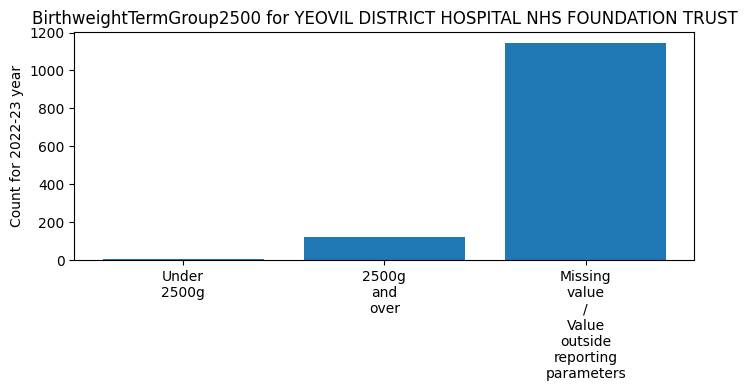 BirthweightTermGroup2500 for YEOVIL DISTRICT HOSPITAL NHS FOUNDATION TRUST
Count for 2022-23 year
1200
1000
800
600
400
200
0
Under
2500g
2500g
and
over
Missing
value
/
Value
outside
reporting
parameters